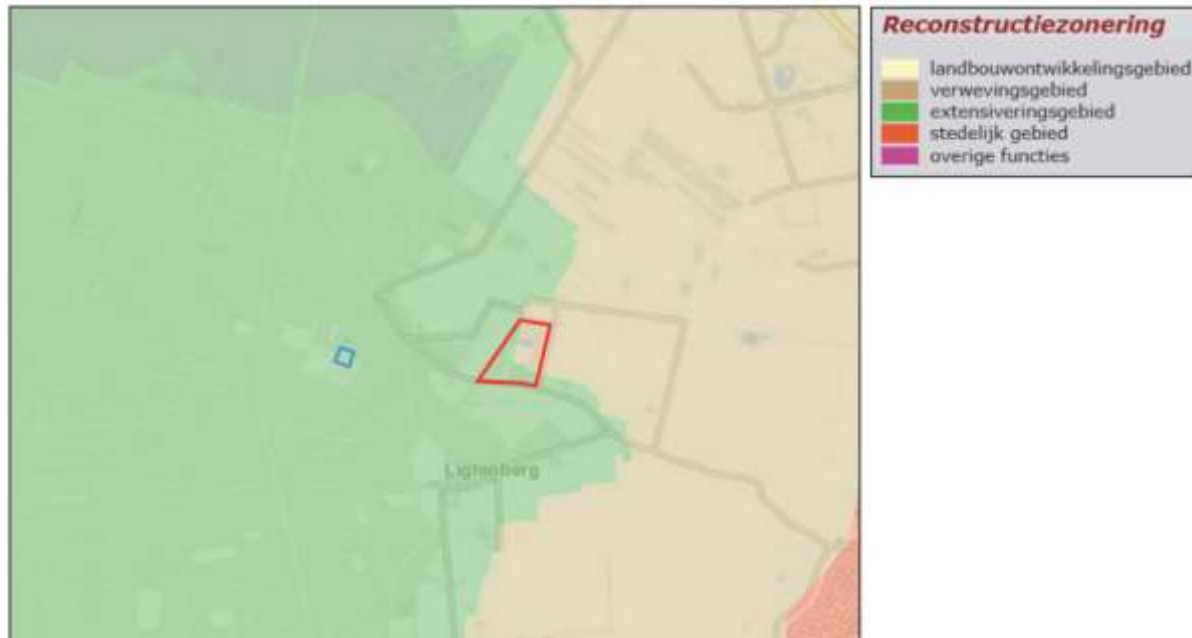 Reconstructiezonering
landbouwontwikkelingsgebied
verwevingsgebied
extensiveringsgebied
stedelijk gebied
overige functies
Ligtenberg